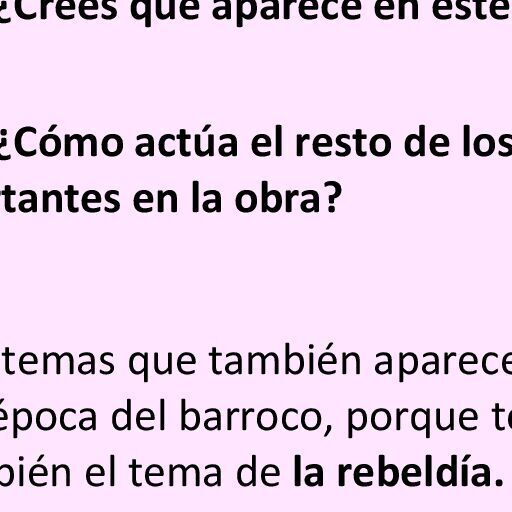 ¿Crees que aparece en este
¿Cómo actúa el resto de los
tantes en la obra?
temas que también aparece
época del barroco, porque t
bién el tema de la rebeldía.